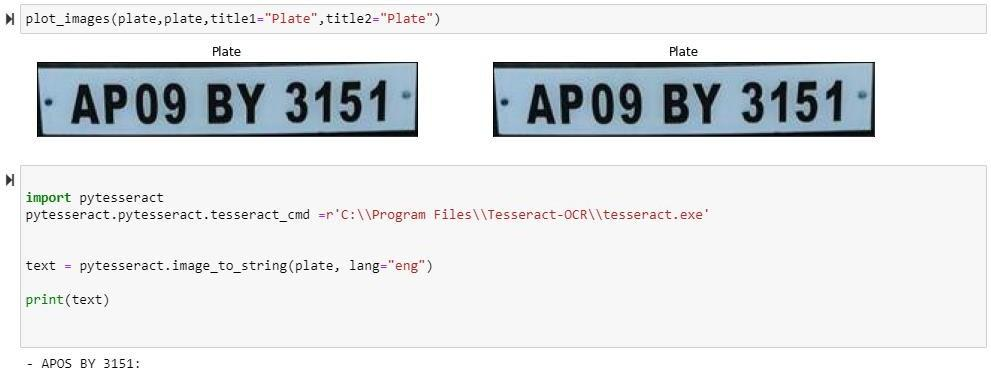 plot_images(plate,plate,title1="Plate",title2="Plate")
Plate
Plate
AP09 BY 3151
AP09 BY 3151
import pytesseract
pytesseract.pytesseract.tesseract_cmd =r'C:\\Program Files\\Tesseract-OCR\\tesseract.exe'
text = pytesseract.image_to_string(plate, lang="eng")
print(text)
- APOS BY 3151: